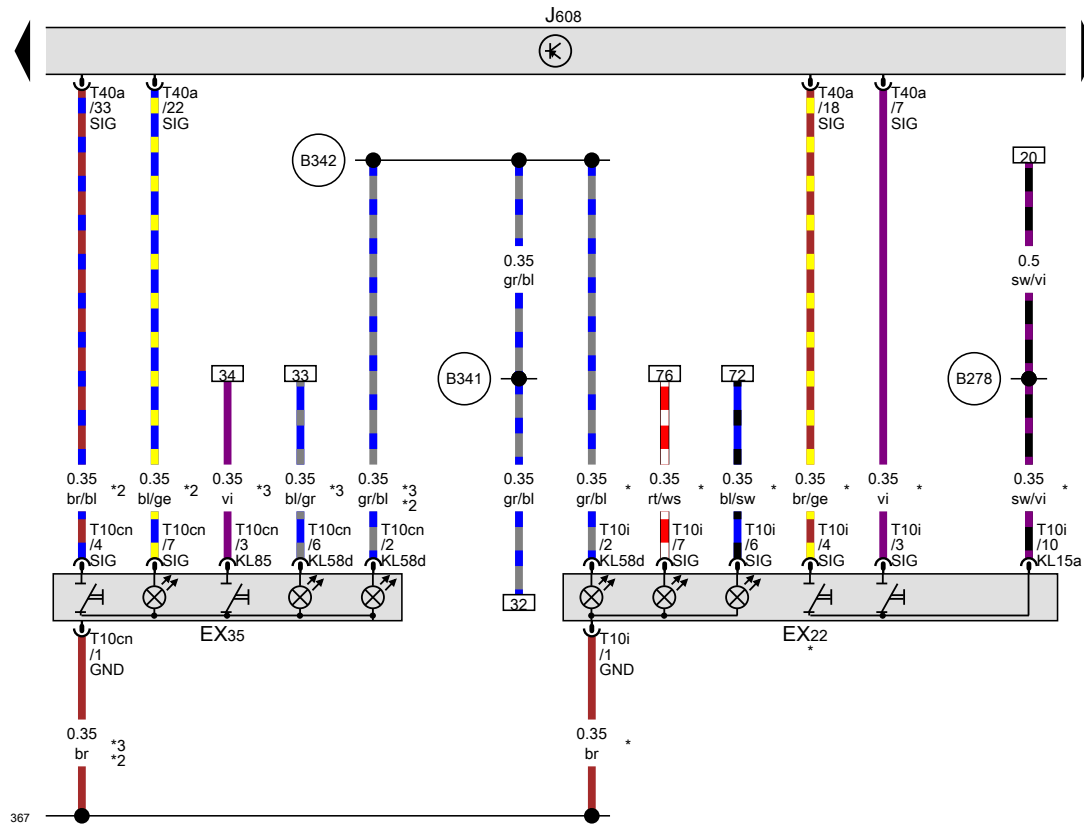 J608
T40a
/33
SIG
T40a
/22
SIG
T40a
/18
SIG
T40a
/7
SIG
B342
20
0.35
gr/bl
0.5
sw/vi
34
33
B341
76
72
B278
0.35
br/bl
*2
0.35
bl/ge
*2
0.35
vi
*3
0.35
bl/gr
*3
0.35
gr/bl
*3
*2
0.35
gr/bl
0.35
gr/bl
*
0.35
rt/ws
*
0.35
bl/sw
*
0.35
br/ge
*
0.35
vi
*
0.35
sw/vi
*
T10cn
/4
SIG
T10cn
/7
SIG
T10cn
/3
KL85
T10cn
/6
KL58d
T10cn
/2
KL58d
T10i
/2
KL58d
T10i
/7
SIG
T10i
/6
SIG
T10i
/4
SIG
T10i
/3
SIG
T10i
/10
KL15a
32
EX35
EX22
*
T10cn
/1
GND
T10i
/1
GND
0.35
br
*3
*2
0.35
br
*
367